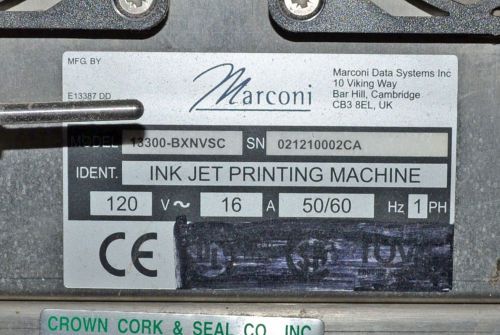 MFG. BY
E13387 DD
Marconi
Marconi Data Systems Inc
10 Viking Way
Bar Hill, Cambridge
CB3 8EL, UK
MODEL 13300-BXNVSC SN 021210002CA
IDENT. INK JET PRINTING MACHINE
120 V~ 16 A 50/60 Hz 1 PH
CE
TÜV
CROWN CORK & SEAL CO., INC.